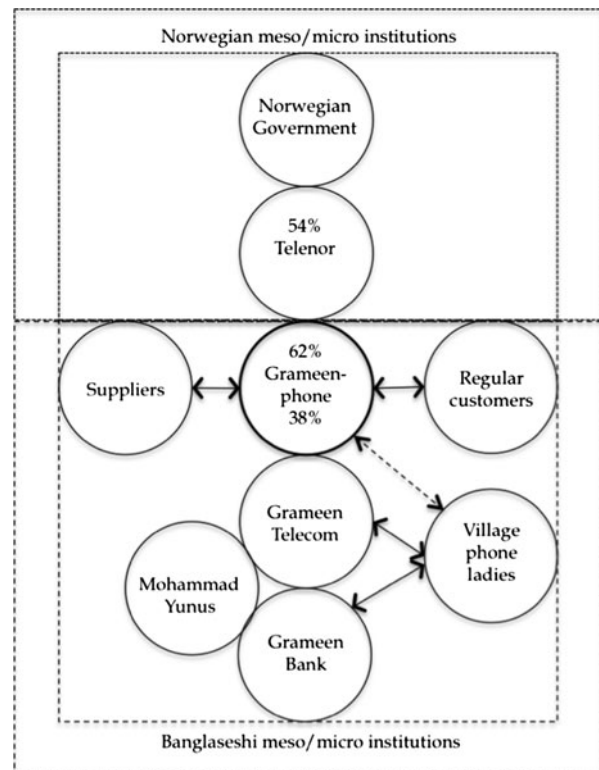 Norwegian meso/micro institutions
Norwegian
Government
54%
Telenor
Suppliers
62%
Grameen-
phone
38%
Regular
customers
Grameen
Telecom
Village
phone
ladies
Mohammad
Yunus
Grameen
Bank
Banglaseshi meso/micro institutions